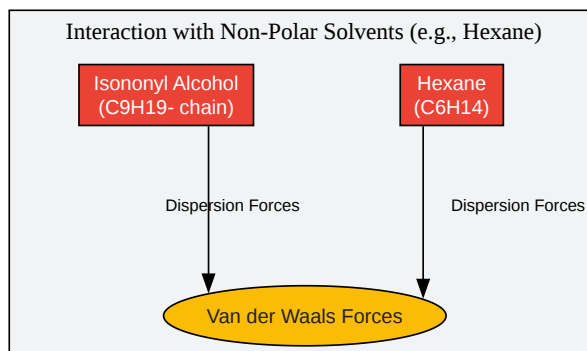 Interaction with Non-Polar Solvents (e.g., Hexane)
Isononyl Alcohol
(C9H19- chain)
Hexane
(C6H14)
Dispersion Forces
Dispersion Forces
Van der Waals Forces